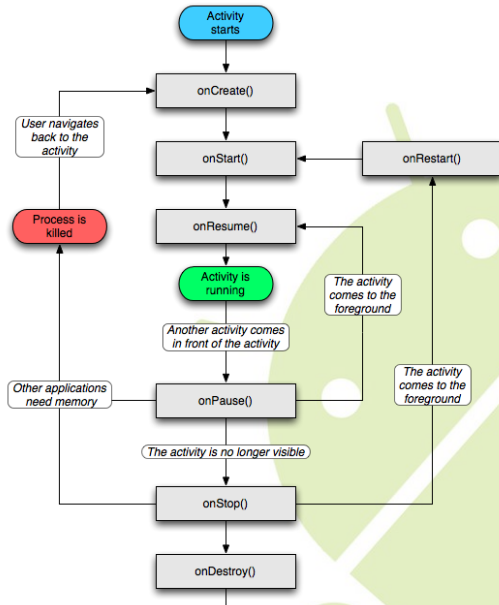 Activity
starts
onCreate()
User navigates
back to the
activity
onStart()
onRestart()
Process is
killed
onResume()
Activity is
running
The activity
comes to the
foreground
Another activity comes
in front of the activity
The activity
comes to the
foreground
Other applications
need memory
onPause()
The activity is no longer visible
onStop()
onDestroy()